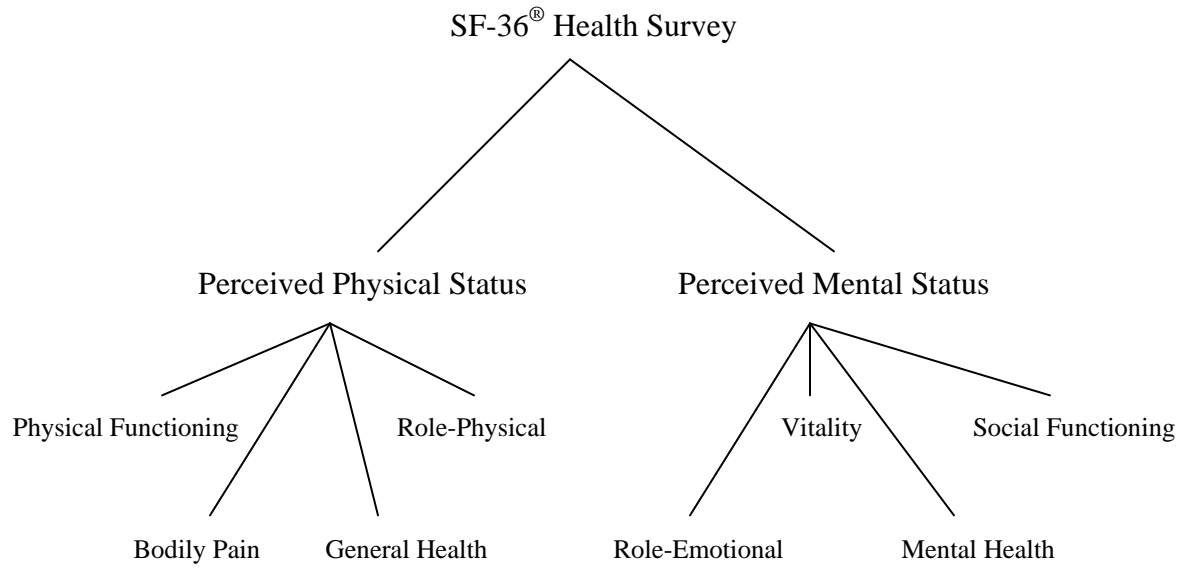 SF-36® Health Survey
Perceived Physical Status Perceived Mental Status
Physical Functioning Role-Physical Vitality Social Functioning
Bodily Pain General Health Role-Emotional Mental Health